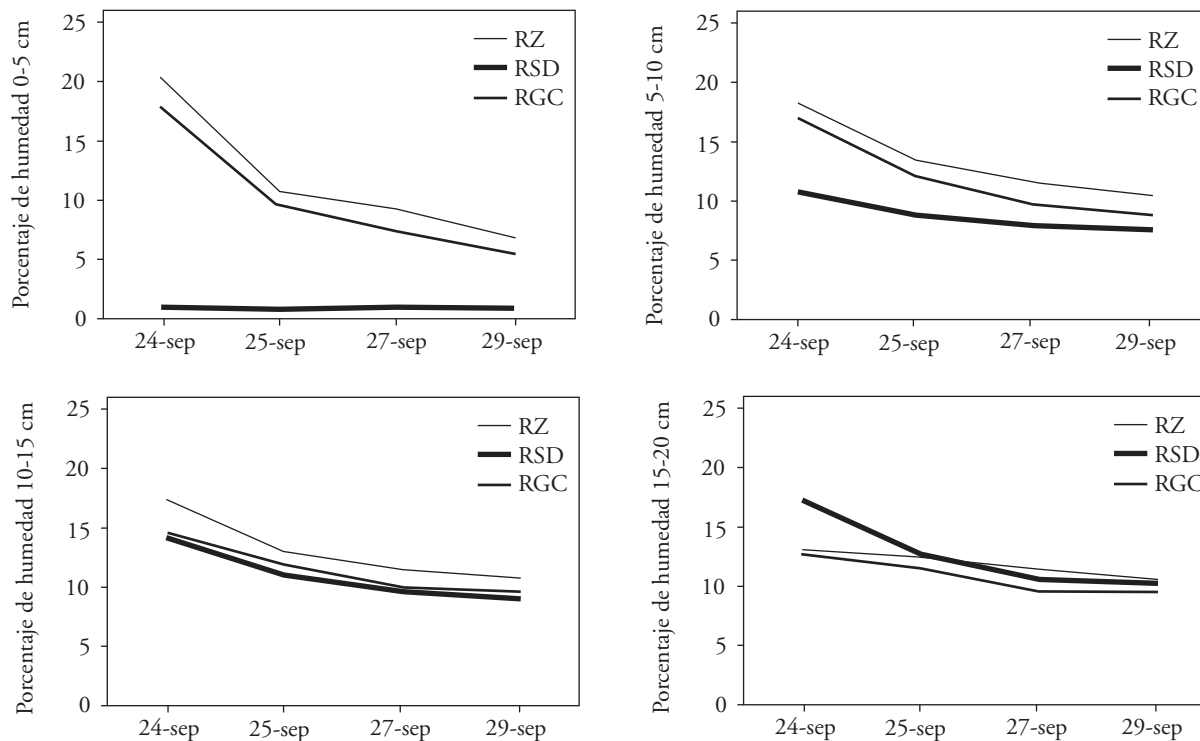 Porcentaje de humedad 0-5 cm
25
20
15
10
5
0
RZ
RSD
RGC
24-sep
25-sep
27-sep
29-sep
Porcentaje de humedad 5-10 cm
25
20
15
10
5
0
RZ
RSD
RGC
24-sep
25-sep
27-sep
29-sep
Porcentaje de humedad 10-15 cm
25
20
15
10
5
0
RZ
RSD
RGC
24-sep
25-sep
27-sep
29-sep
Porcentaje de humedad 15-20 cm
25
20
15
10
5
0
RZ
RSD
RGC
24-sep
25-sep
27-sep
29-sep